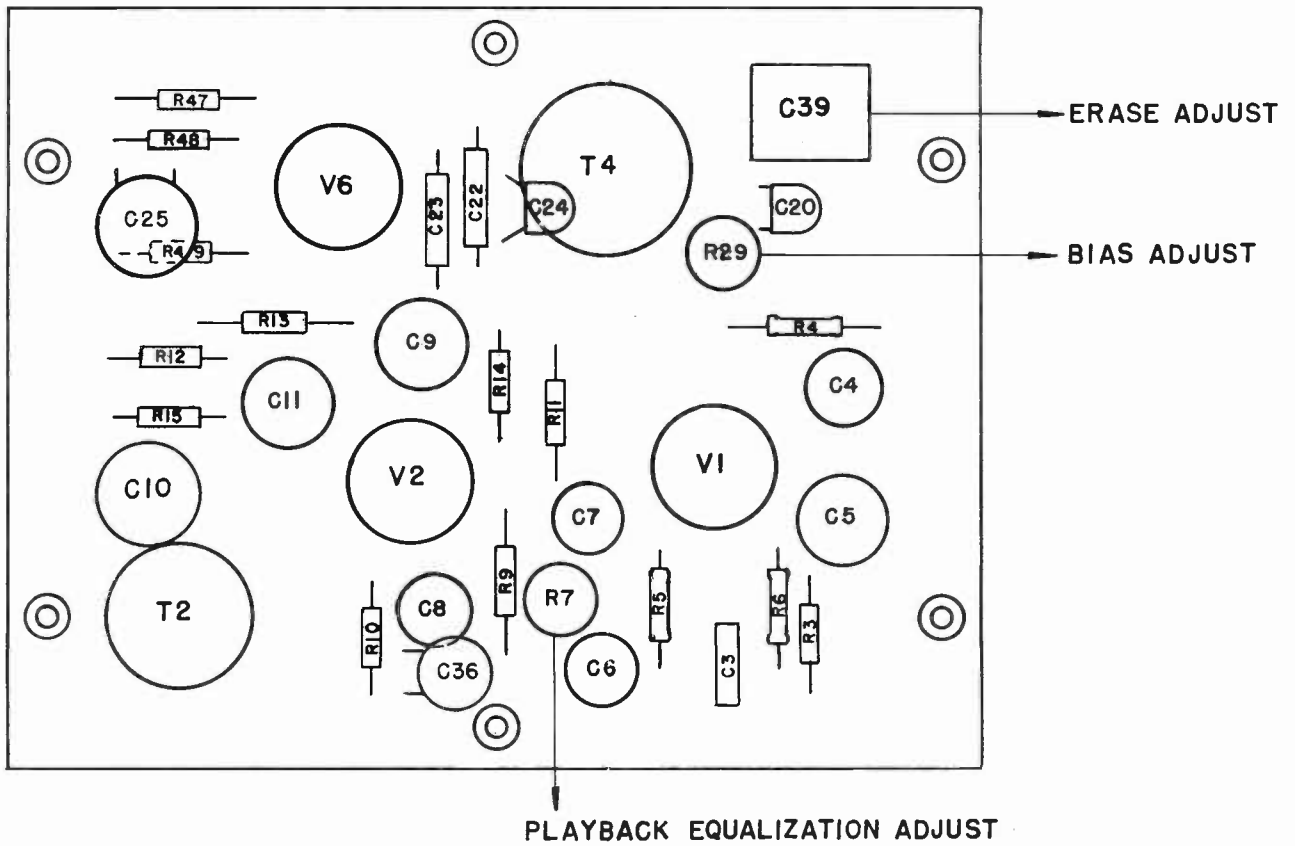 R47
C39
ERASE ADJUST
R48
T4
V6
C23
C22
C24
C20
C25
R49
R29
BIAS ADJUST
R13
R4
C9
R12
R14
C4
R11
C11
R15
V2
V1
C10
C7
C5
R9
R7
R5
R6
C8
T2
R10
R3
C36
C6
C3
PLAYBACK EQUALIZATION ADJUST